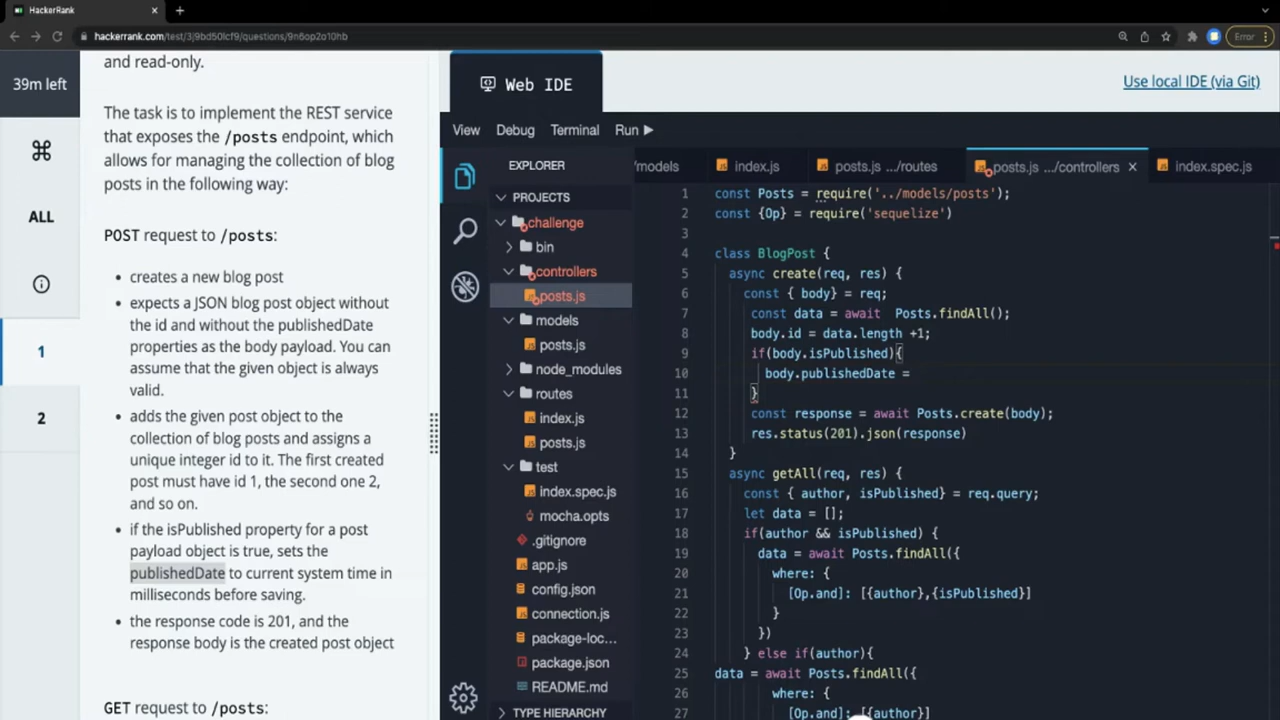 HackerRank
hackerrank.com/test/3j9bd50lcf9/questions/9n6op2o10hb
Error
39m left
ALL
1
2
and read-only.
The task is to implement the REST service
that exposes the /posts endpoint, which
allows for managing the collection of blog
posts in the following way:
POST request to /posts:
• creates a new blog post
• expects a JSON blog post object without
the id and without the publishedDate
properties as the body payload. You can
assume that the given object is always
valid.
• adds the given post object to the
collection of blog posts and assigns a
unique integer id to it. The first created
post must have id 1, the second one 2,
and so on.
• if the isPublished property for a post
payload object is true, sets the
publishedDate to current system time in
milliseconds before saving.
• the response code is 201, and the
response body is the created post object
GET request to /posts:
Web IDE
Use local IDE (via Git)
View Debug Terminal Run
EXPLORER
PROJECTS
challenge
bin
controllers
posts.js
models
posts.js
node_modules
routes
index.js
posts.js
test
index.spec.js
mocha.opts
.gitignore
app.js
config.json
connection.js
package-loc...
package.json
README.md
TYPE HIERARCHY
/models index.js posts.js .../routes posts.js .../controllers index.spec.js
1 const Posts = require('../models/posts');
2 const {Op} = require('sequelize')
3
4 class BlogPost {
5 async create(req, res) {
6 const { body} = req;
7 const data = await Posts.findAll();
8 body.id = data.length +1;
9 if(body.isPublished){
10 body.publishedDate =
11 }
12 const response = await Posts.create(body);
13 res.status(201).json(response)
14 }
15 async getAll(req, res) {
16 const { author, isPublished} = req.query;
17 let data = [];
18 if(author && isPublished) {
19 data = await Posts.findAll({
20 where: {
21 [Op.and]: [{author},{isPublished}]
22 }
23 })
24 } else if(author){
25 data = await Posts.findAll({
26 where: {
27 [Op.and]: [{author}]